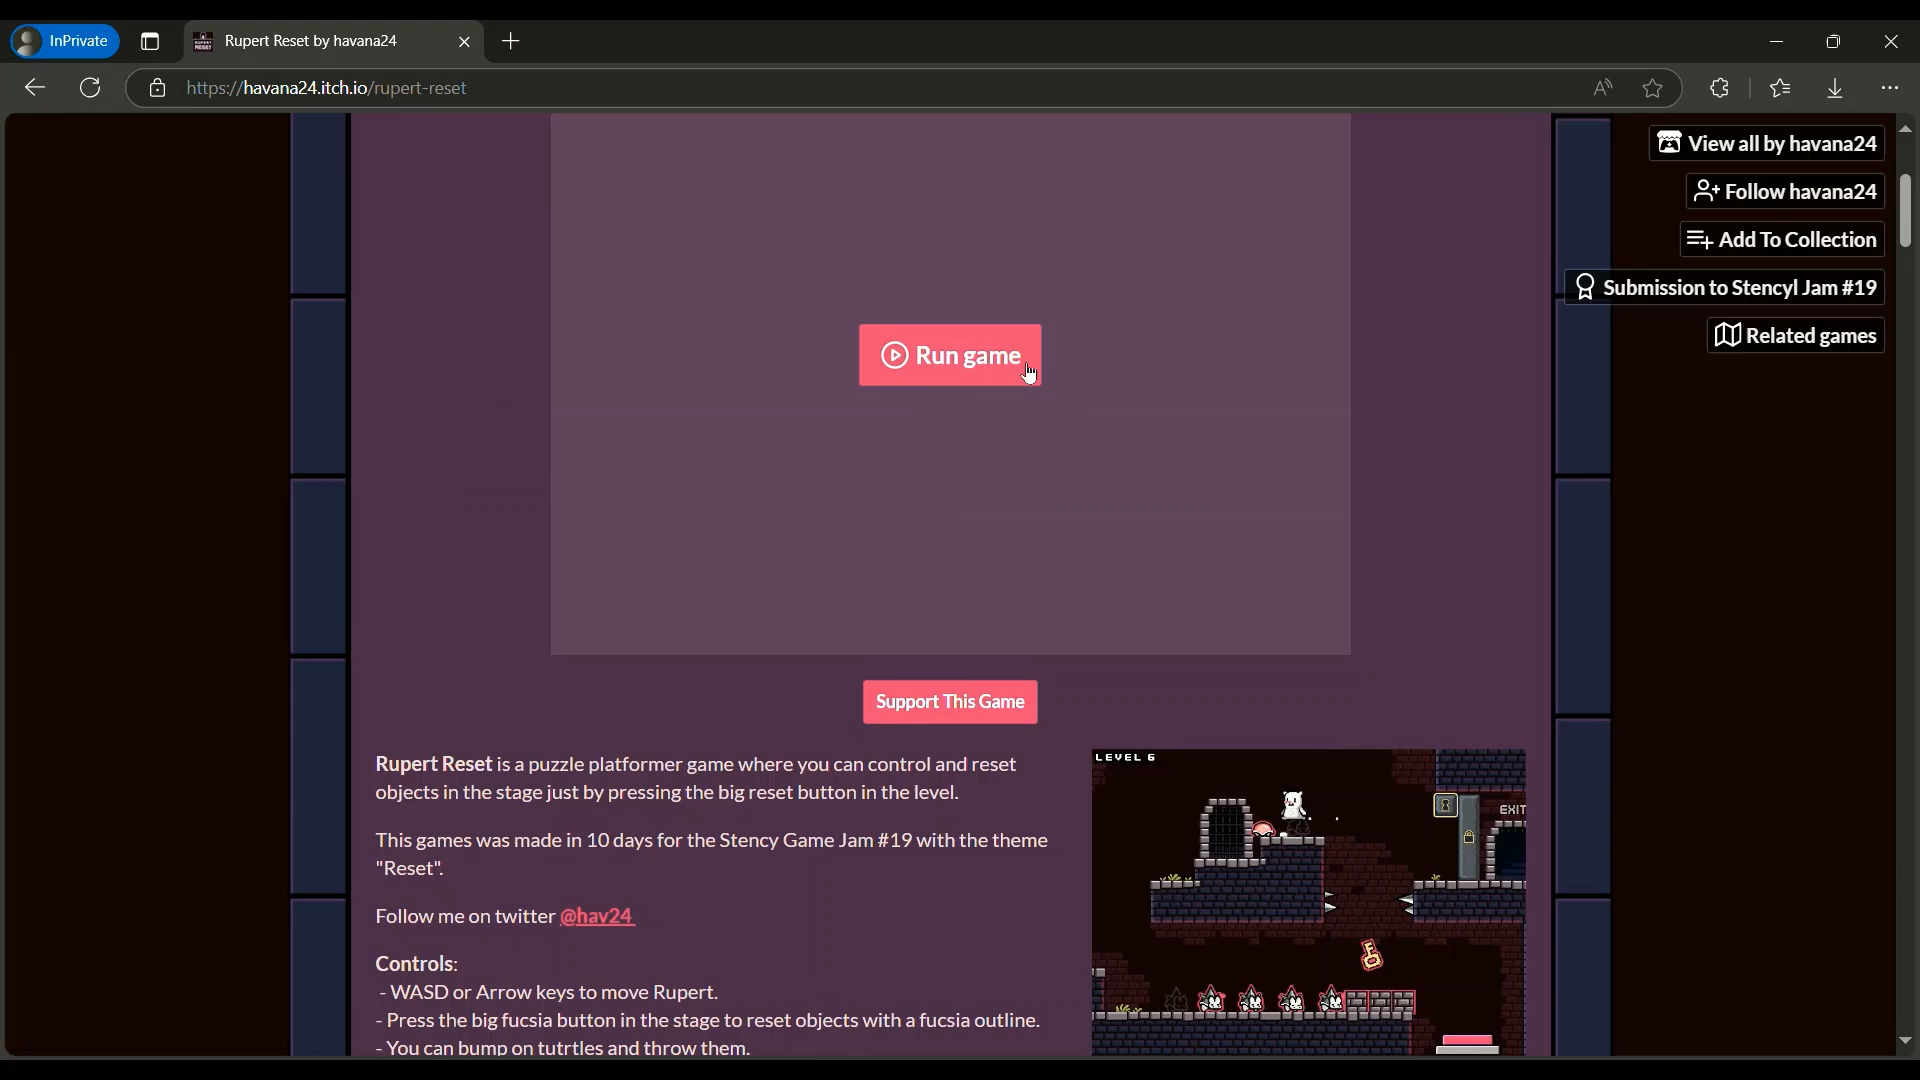 InPrivate
Rupert Reset by havana24
https://havana24.itch.io/rupert-reset
View all by havana24
Follow havana24
Add To Collection
Submission to Stencyl Jam #19
Related games
Run game
Support This Game
Rupert Reset is a puzzle platformer game where you can control and reset
objects in the stage just by pressing the big reset button in the level.
This games was made in 10 days for the Stency Game Jam #19 with the theme
"Reset".
Follow me on twitter @hav24
Controls:
- WASD or Arrow keys to move Rupert.
- Press the big fucsia button in the stage to reset objects with a fucsia outline.
- You can bump on tutrtles and throw them.
LEVEL 6
EXIT